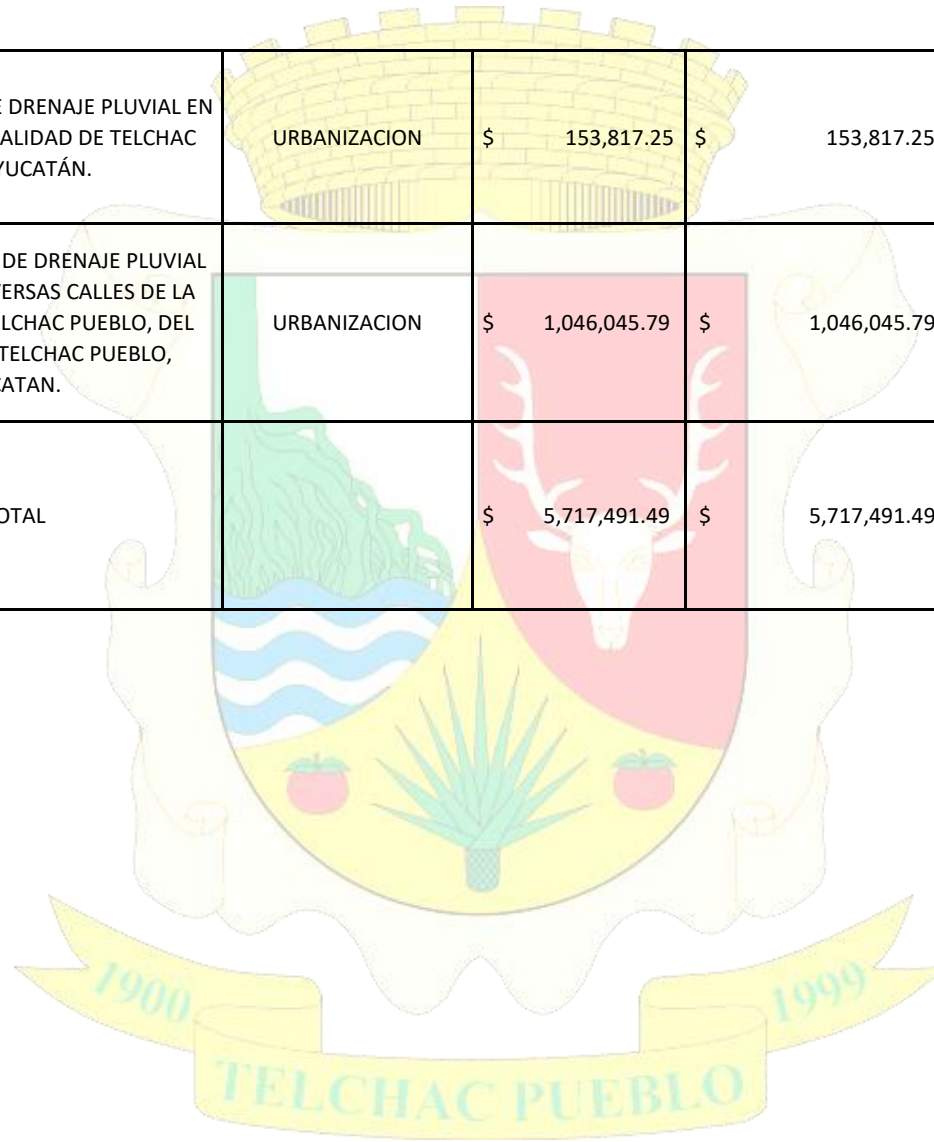 E DRENAJE PLUVIAL EN
ALIDAD DE TELCHAC
YUCATÁN.
URBANIZACION
$ 153,817.25
$ 153,817.25
DE DRENAJE PLUVIAL
VERSAS CALLES DE LA
LCHAC PUEBLO, DEL
TELCHAC PUEBLO,
CATAN.
URBANIZACION
$ 1,046,045.79
$ 1,046,045.79
OTAL
$ 5,717,491.49
$ 5,717,491.49
1900
1999
TELCHAC PUEBLO